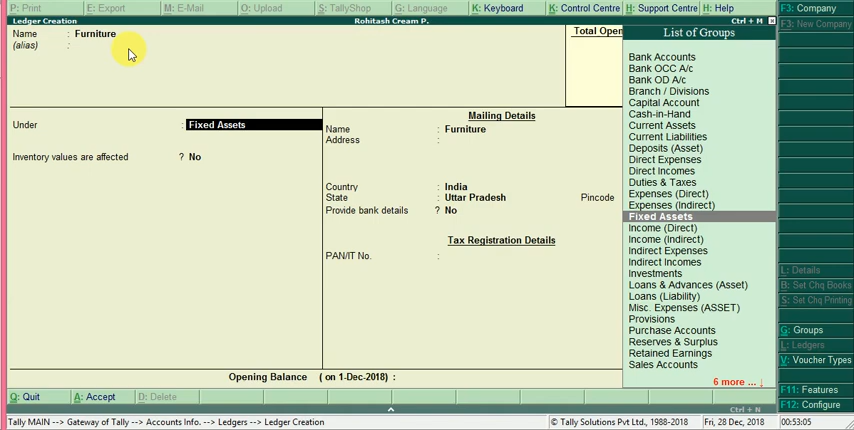 P: Print E: Export M: E-Mail O: Upload S: TallyShop G: Language K: Keyboard K: Control Centre H: Support Centre H: Help F3: Company
Ledger Creation Rohitash Cream P. Ctrl + M F3: New Company
Name : Furniture
(alias) :
Total Open
List of Groups
Bank Accounts
Bank OCC A/c
Bank OD A/c
Branch / Divisions
Capital Account
Cash-in-Hand
Current Assets
Current Liabilities
Deposits (Asset)
Direct Expenses
Direct Incomes
Duties & Taxes
Expenses (Direct)
Expenses (Indirect)
Fixed Assets
Income (Direct)
Income (Indirect)
Indirect Expenses
Indirect Incomes
Investments
Loans & Advances (Asset)
Loans (Liability)
Misc. Expenses (ASSET)
Provisions
Purchase Accounts
Reserves & Surplus
Retained Earnings
Sales Accounts
6 more ... ↓
Under : Fixed Assets
Inventory values are affected ? No
Mailing Details
Name : Furniture
Address :
Country : India
State : Uttar Pradesh Pincode
Provide bank details ? No
Tax Registration Details
PAN/IT No. :
Opening Balance ( on 1-Dec-2018) :
L: Details
B: Set Chq Books
S: Set Chq Printing
G: Groups
L: Ledgers
V: Voucher Types
F11: Features
F12: Configure
Q: Quit A: Accept D: Delete
Ctrl + N
Tally MAIN --> Gateway of Tally --> Accounts Info. --> Ledgers --> Ledger Creation © Tally Solutions Pvt Ltd., 1988-2018 Fri, 28 Dec, 2018 00:53:05